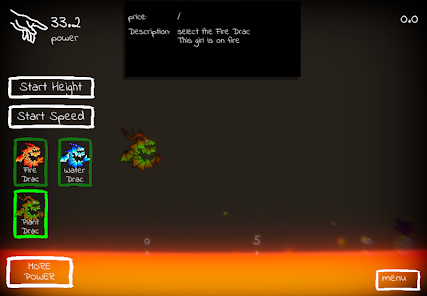 33.2
power
price: /
Description: select the Fire Drac
This girl is on fire
0.0
Start Height
Start Speed
Fire Drac
Water Drac
Plant Drac
0
5
MORE
POWER
menu